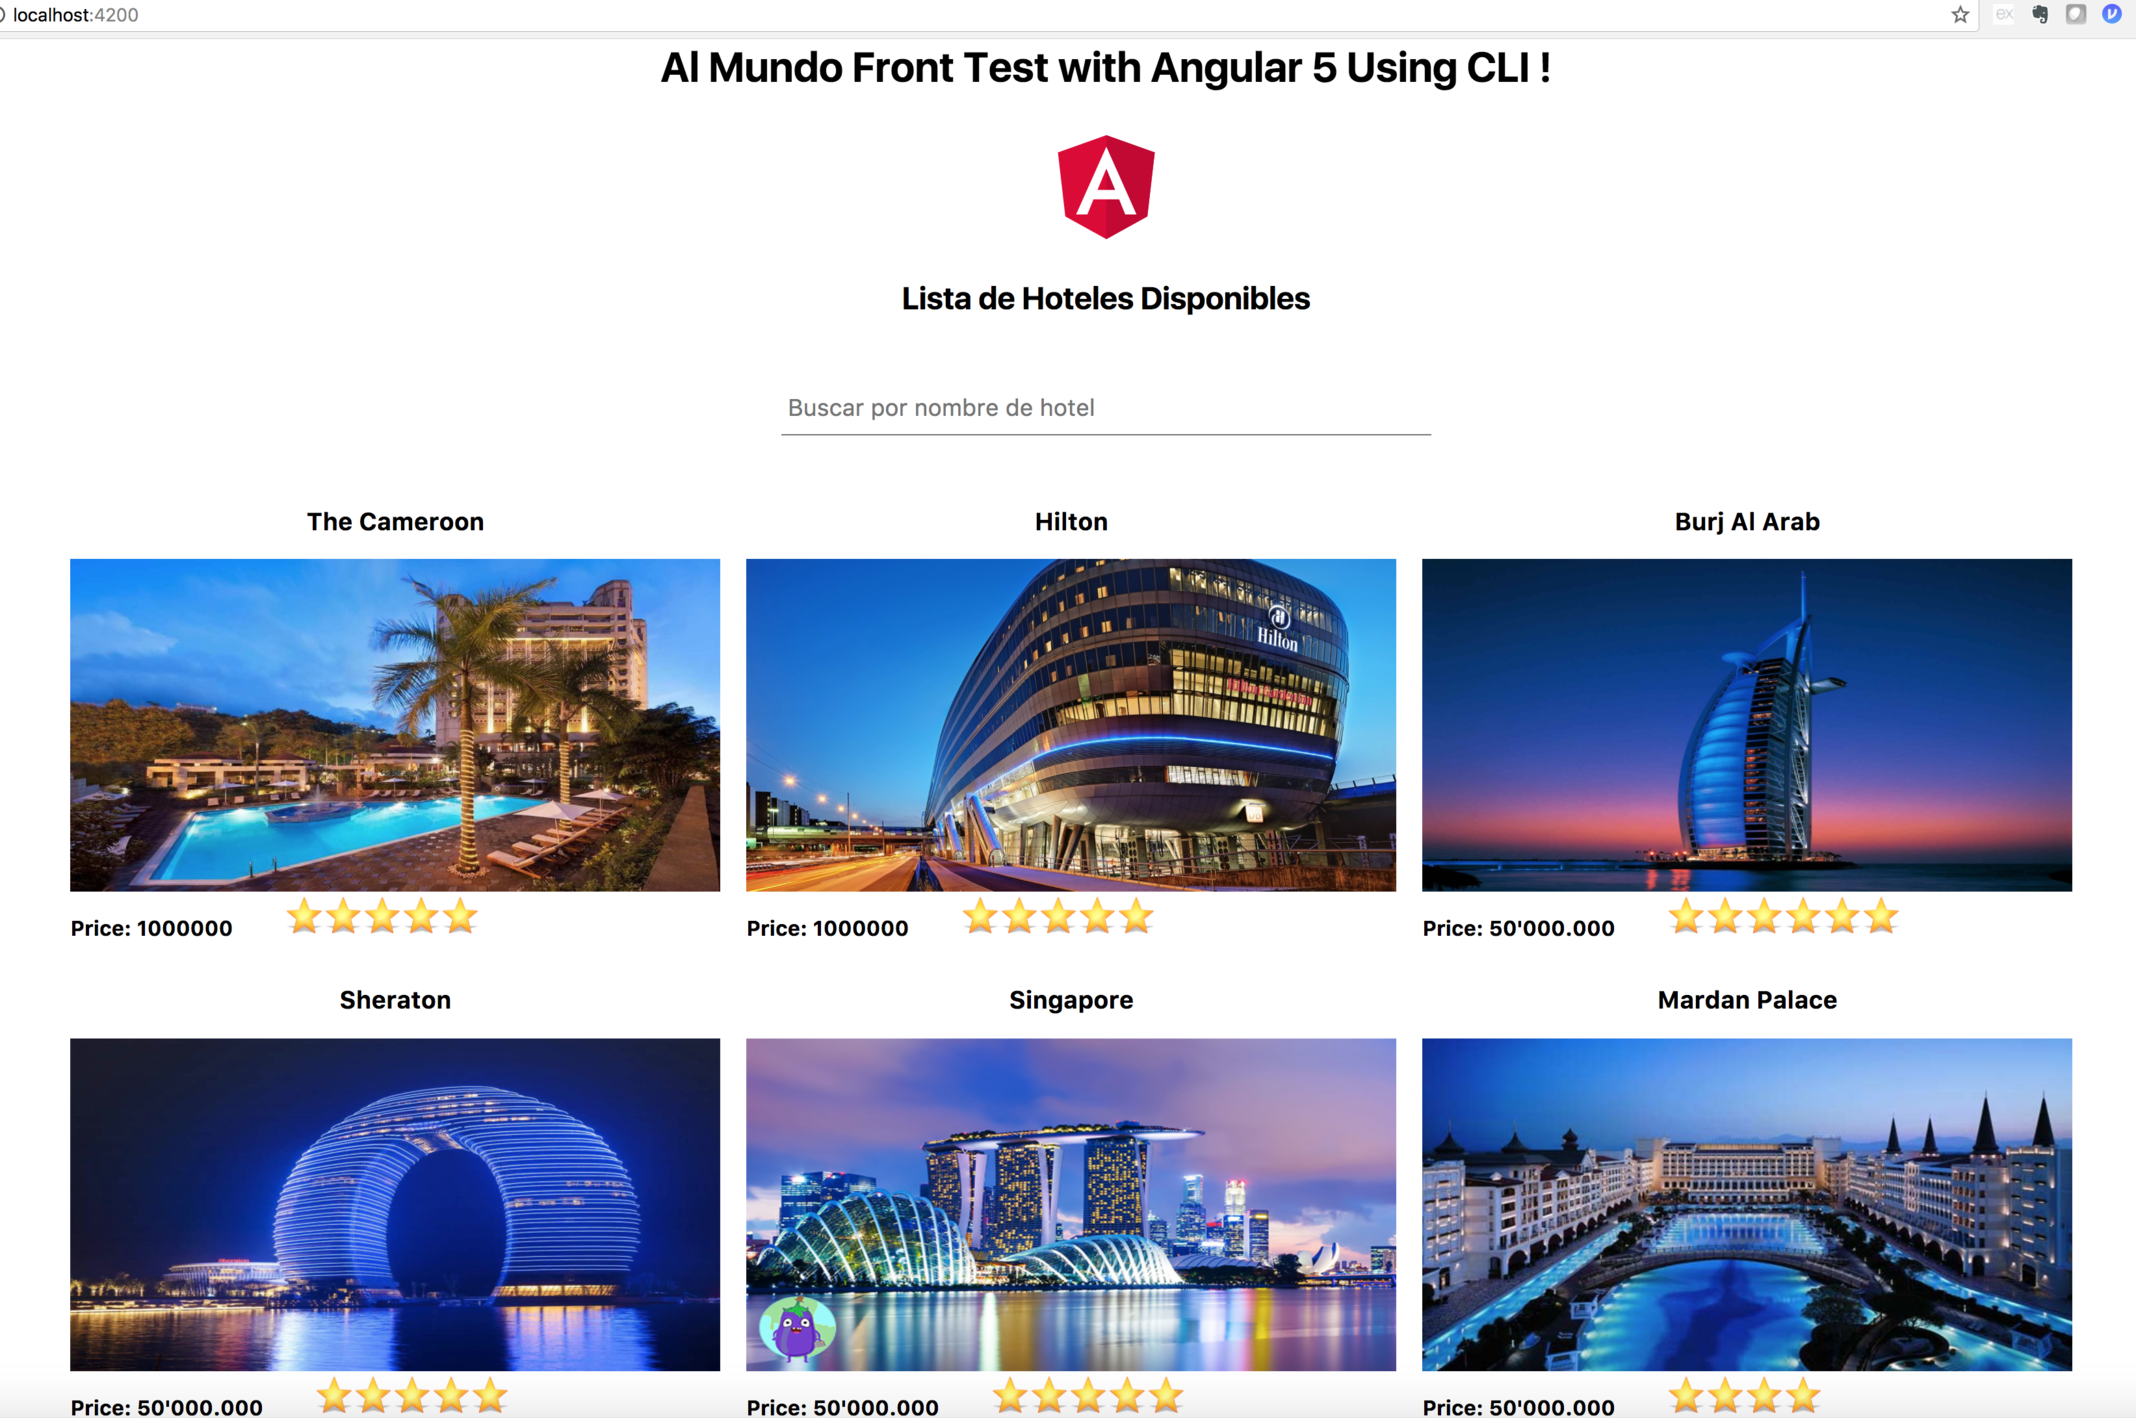 localhost:4200
Al Mundo Front Test with Angular 5 Using CLI !
A
Lista de Hoteles Disponibles
Buscar por nombre de hotel
The Cameroon
Hilton
Burj Al Arab
Hilton
Price: 1000000
Price: 1000000
Price: 50'000.000
Sheraton
Singapore
Mardan Palace
Price: 50'000.000
Price: 50'000.000
Price: 50'000.000